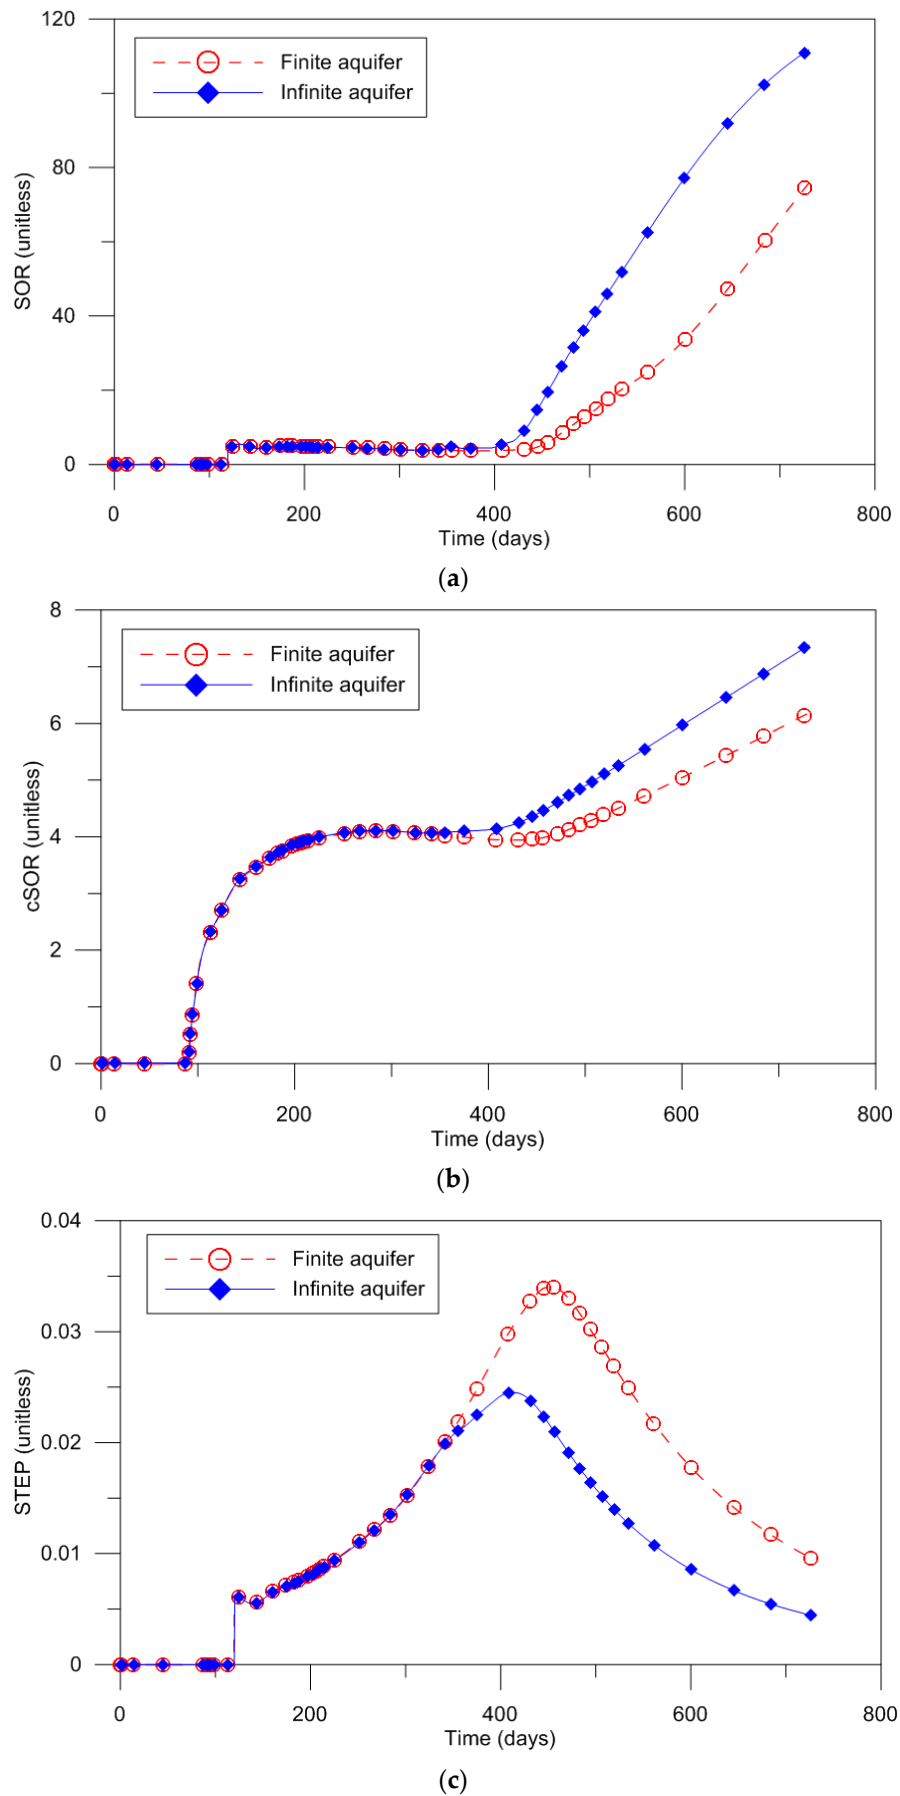 120
80
40
0
SOR (unitless)
Finite aquifer
Infinite aquifer
0 200 400 600 800
Time (days)
(a)
8
6
4
2
0
cSOR (unitless)
Finite aquifer
Infinite aquifer
0 200 400 600 800
Time (days)
(b)
0.04
0.03
0.02
0.01
0
STEP (unitless)
Finite aquifer
Infinite aquifer
0 200 400 600 800
Time (days)
(c)